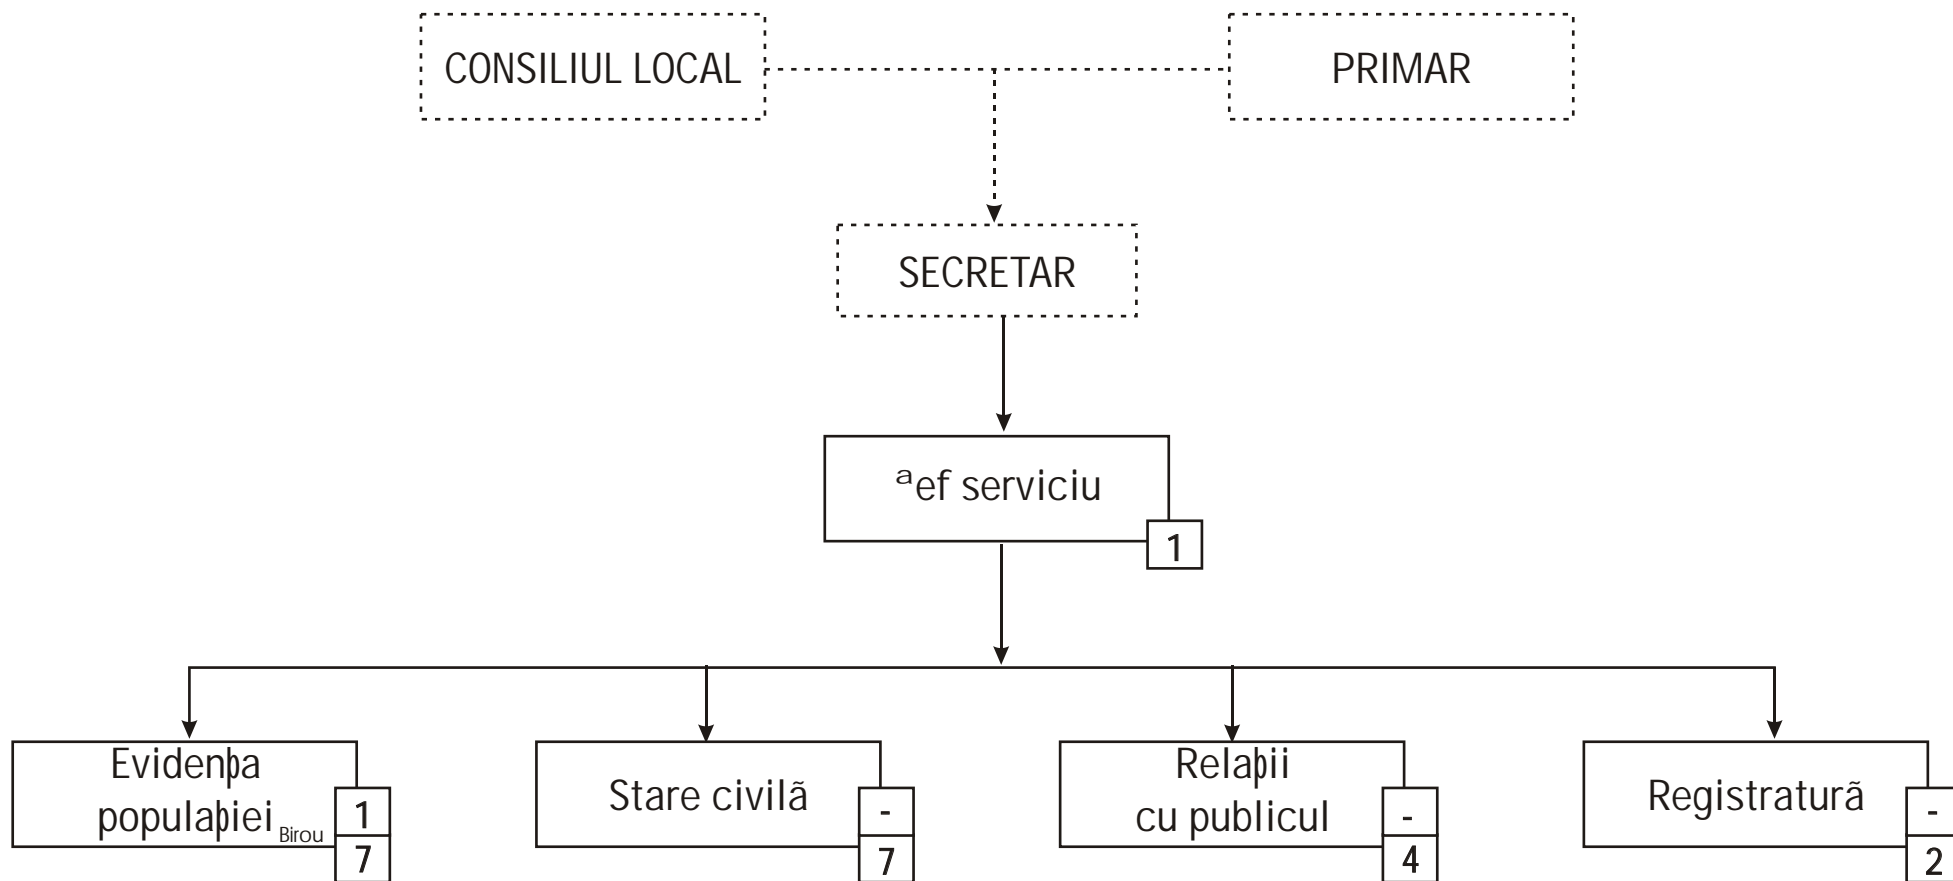 CONSILIUL LOCAL
PRIMAR
SECRETAR
ªef serviciu
1
Evidenþa
populaþiei Birou
1
7
Stare civilã
-
7
Relaþii
cu publicul
-
4
Registraturã
-
2